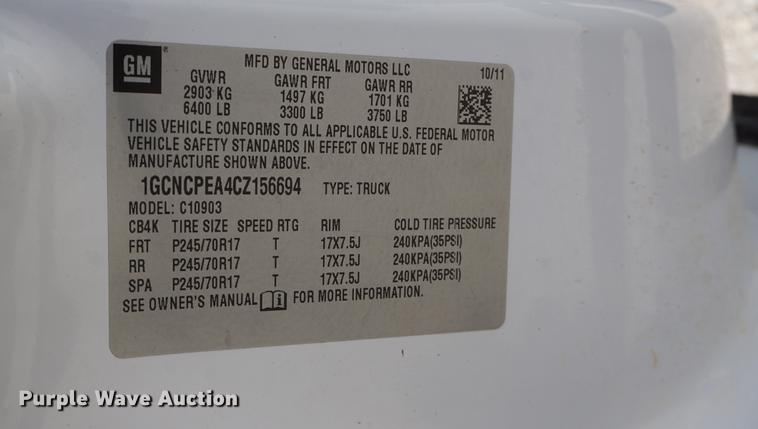 GM
MFD BY GENERAL MOTORS LLC 10/11
GVWR GAWR FRT GAWR RR
2903 KG 1497 KG 1701 KG
6400 LB 3300 LB 3750 LB
THIS VEHICLE CONFORMS TO ALL APPLICABLE U.S. FEDERAL MOTOR
VEHICLE SAFETY STANDARDS IN EFFECT ON THE DATE OF
MANUFACTURE SHOWN ABOVE.
1GCNCPEA4CZ156694 TYPE: TRUCK
MODEL: C10903
CB4K TIRE SIZE SPEED RTG RIM COLD TIRE PRESSURE
FRT P245/70R17 T 17X7.5J 240KPA(35PSI)
RR P245/70R17 T 17X7.5J 240KPA(35PSI)
SPA P245/70R17 T 17X7.5J 240KPA(35PSI)
SEE OWNER'S MANUAL FOR MORE INFORMATION.
Purple Wave Auction